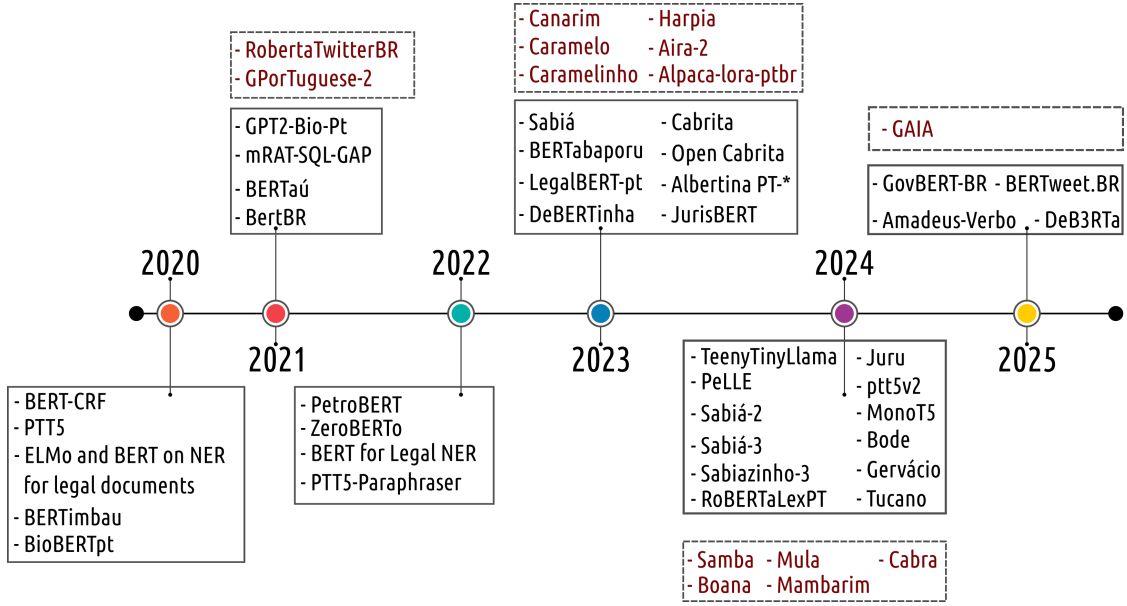 - RobertaTwitterBR
- GPorTuguese-2
- GPT2-Bio-Pt
- mRAT-SQL-GAP
- BERTaú
- BertBR
- Canarim - Harpia
- Caramelo - Aira-2
- Caramelinho - Alpaca-lora-ptbr
- Sabiá - Cabrita
- BERTabaporu - Open Cabrita
- LegalBERT-pt - Albertina PT-*
- DeBERTinha - JurisBERT
- GAIA
- GovBERT-BR - BERTweet.BR
- Amadeus-Verbo - DeB3RTa
2020
2022
2024
2021
2023
2025
- BERT-CRF
- PTT5
- ELMo and BERT on NER
for legal documents
- BERTimbau
- BioBERTpt
- PetroBERT
- ZeroBERTo
- BERT for Legal NER
- PTT5-Paraphraser
- TeenyTinyLlama - Juru
- PeLLE - ptt5v2
- Sabiá-2 - MonoT5
- Sabiá-3 - Bode
- Sabiazinho-3 - Gervácio
- RoBERTaLexPT - Tucano
- Samba - Mula - Cabra
- Boana - Mambarim